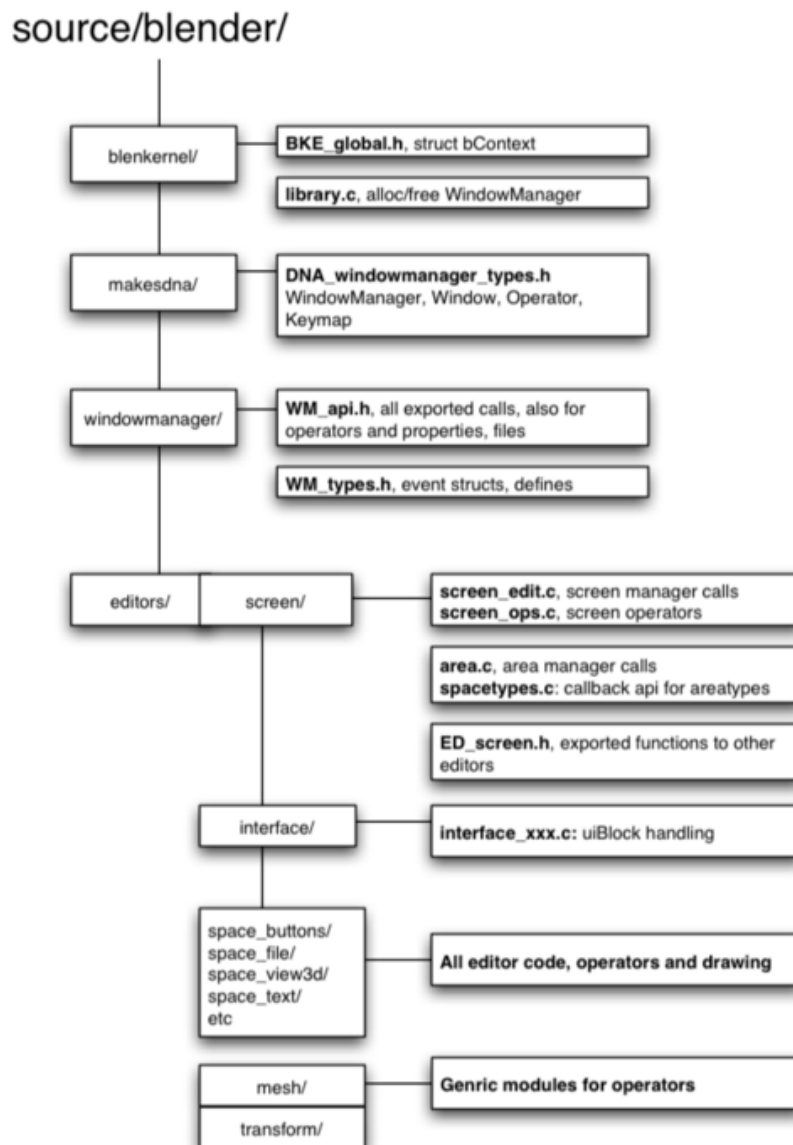 source/blender/
blenkernel/
BKE_global.h, struct bContext
library.c, alloc/free WindowManager
makesdna/
DNA_windowmanager_types.h
WindowManager, Window, Operator,
Keymap
windowmanager/
WM_api.h, all exported calls, also for
operators and properties, files
WM_types.h, event structs, defines
editors/
screen/
screen_edit.c, screen manager calls
screen_ops.c, screen operators
area.c, area manager calls
spacetypes.c: callback api for areatypes
ED_screen.h, exported functions to other
editors
interface/
interface_xxx.c: uiBlock handling
space_buttons/
space_file/
space_view3d/
space_text/
etc
All editor code, operators and drawing
mesh/
Genric modules for operators
transform/